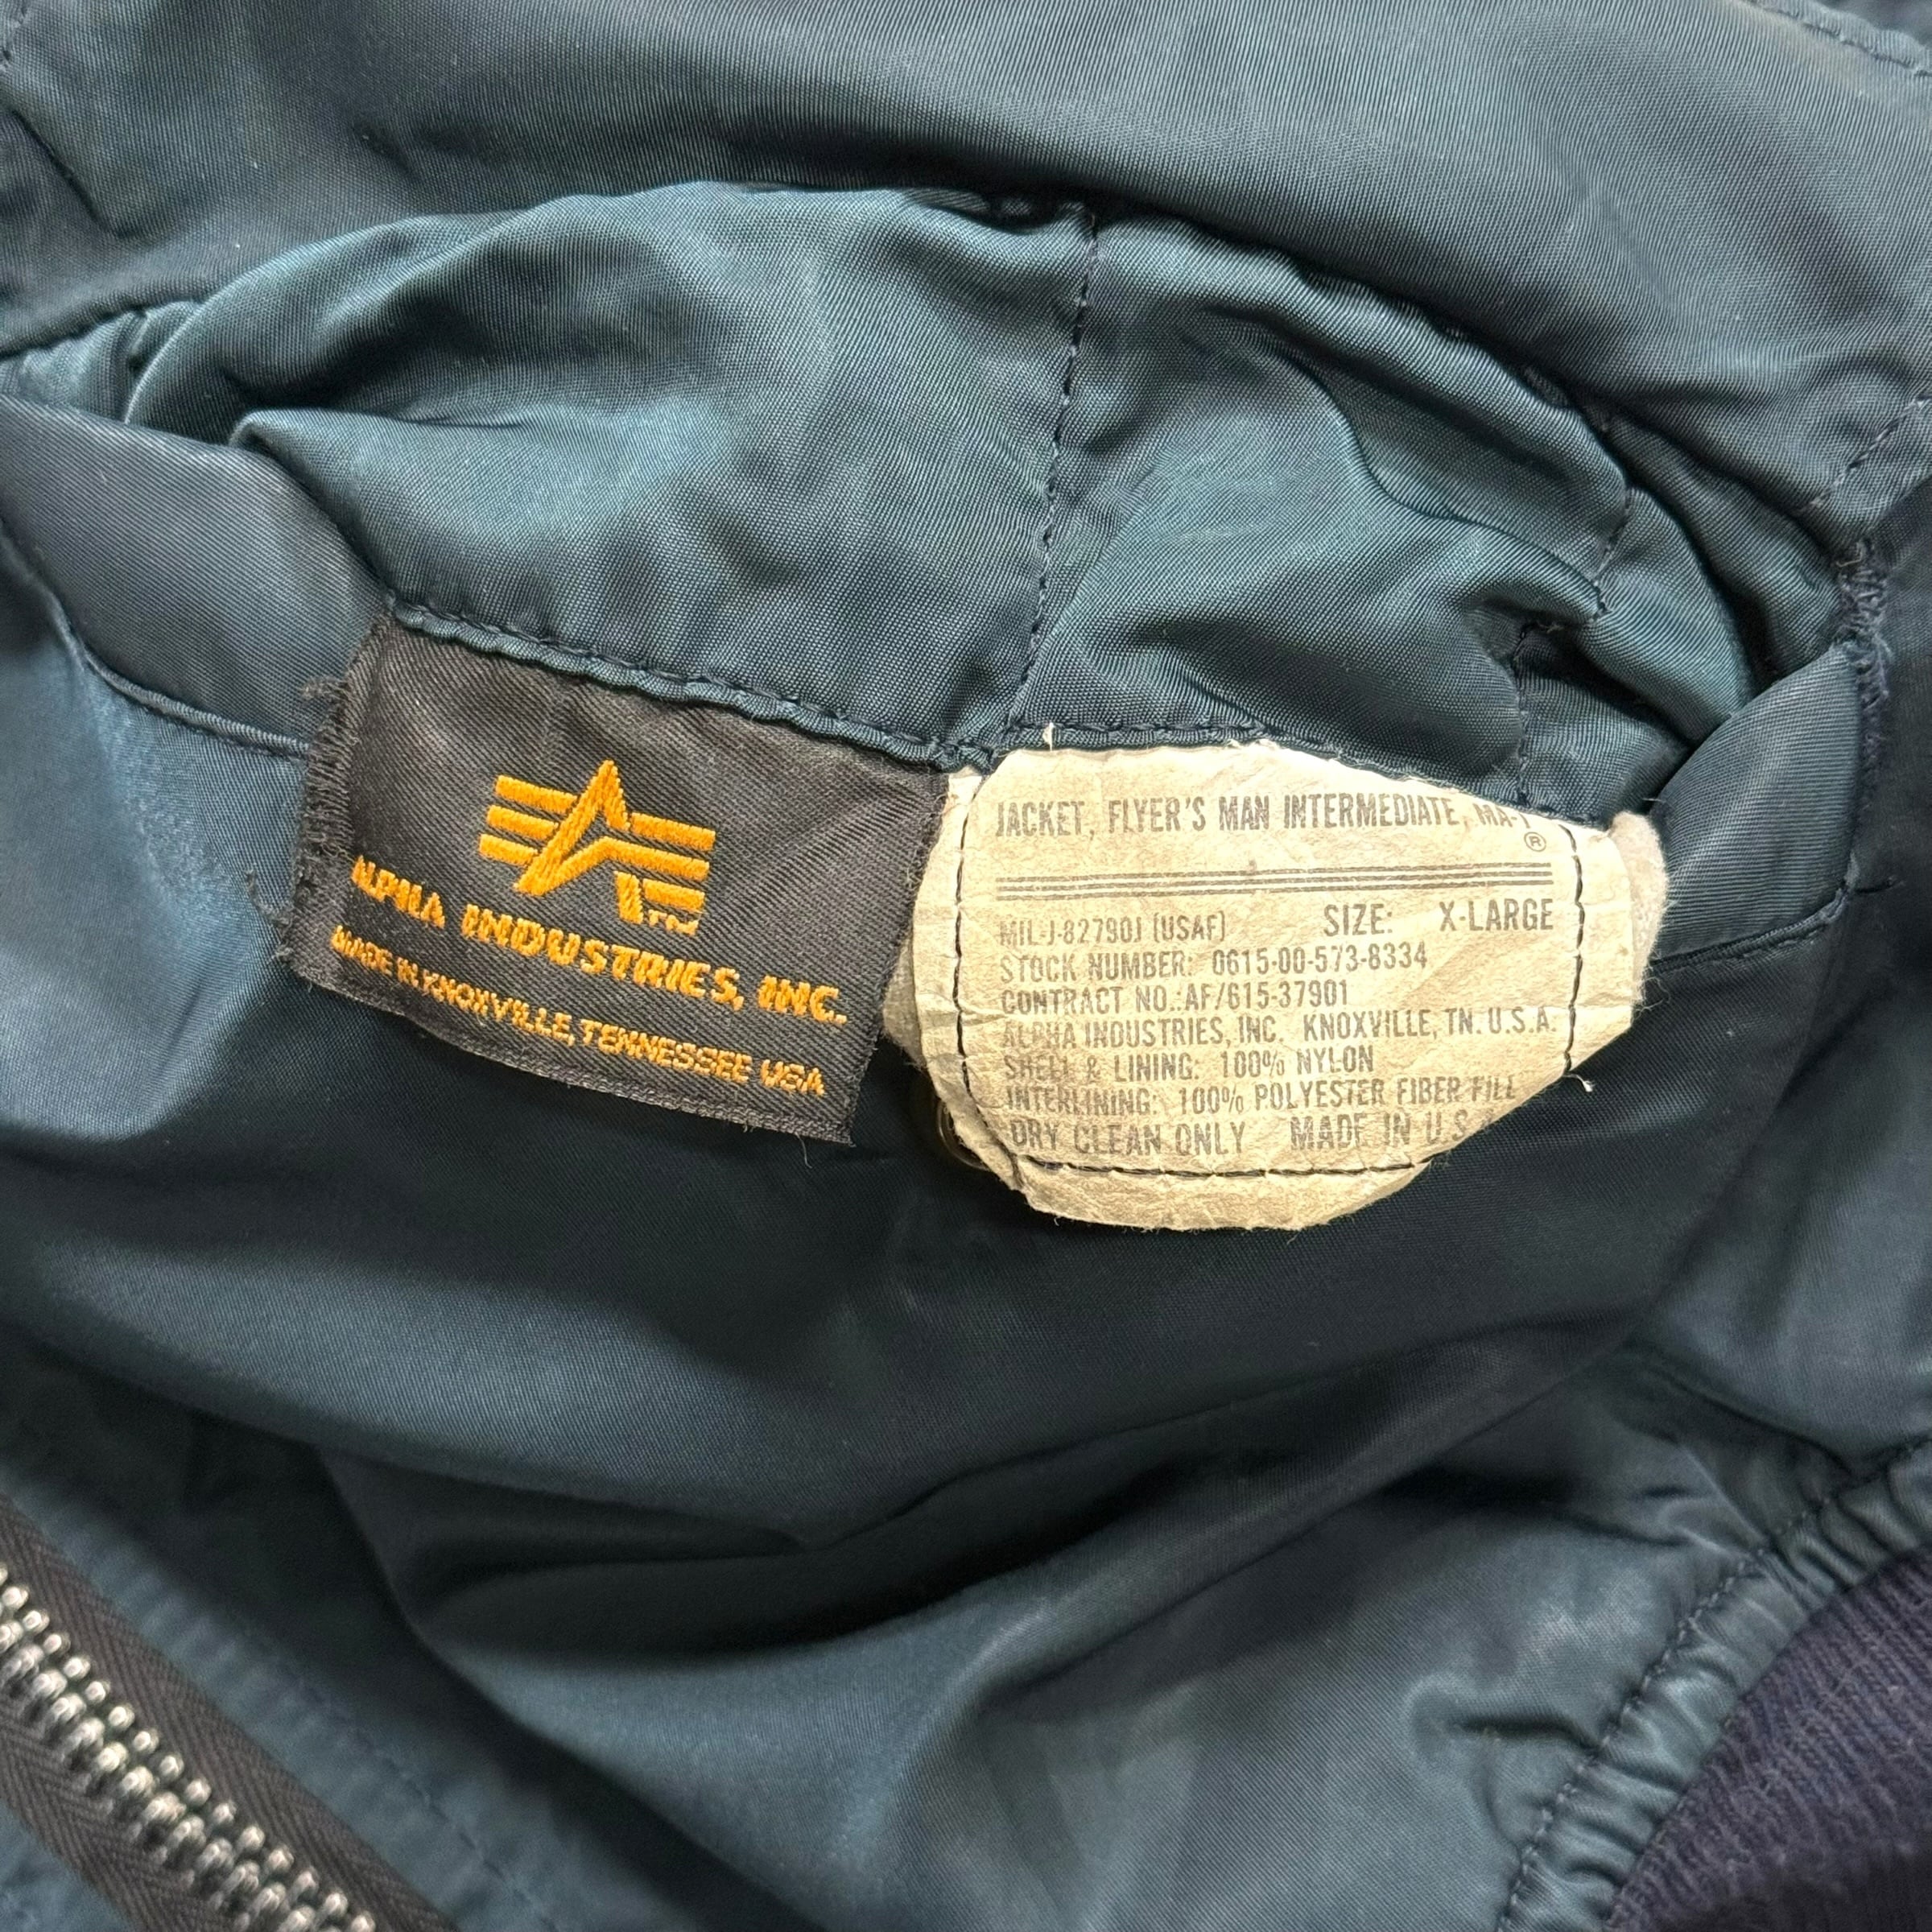 ALPHA INDUSTRIES, INC.
MADE IN KNOXVILLE, TENNESSEE USA
JACKET, FLYER'S MAN INTERMEDIATE, MA-1
®
MIL-J-8279OJ (USAF) SIZE: X-LARGE
STOCK NUMBER: 0615-00-573-8334
CONTRACT NO.:AF/615-37901
ALPHA INDUSTRIES, INC. KNOXVILLE, TN. U.S.A.
SHELL & LINING: 100% NYLON
INTERLINING: 100% POLYESTER FIBER FILL
DRY CLEAN ONLY MADE IN U.S.